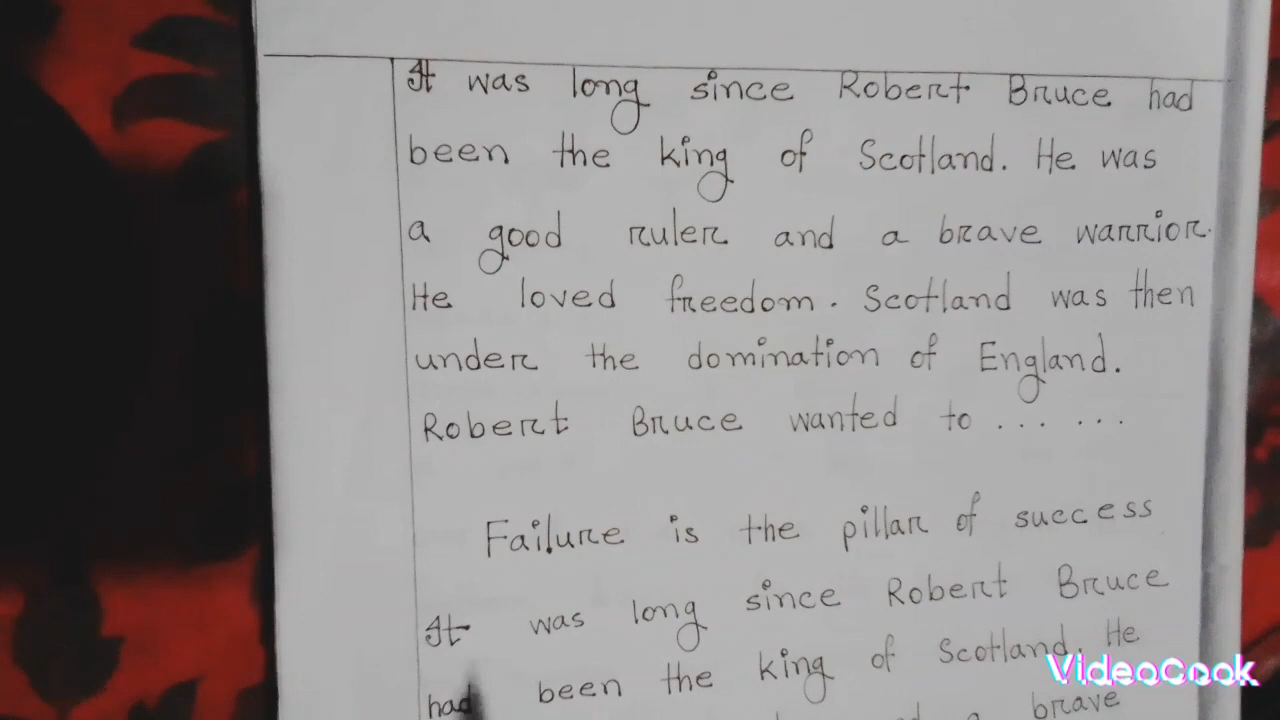 It was long since Robert Bruce had
been the king of Scotland. He was
a good ruler and a brave warrior.
He loved freedom. Scotland was then
under the domination of England.
Robert Bruce wanted to . . . . . .
Failure is the pillar of success
It was long since Robert Bruce
had been the king of Scotland. He
a brave
VideoCook